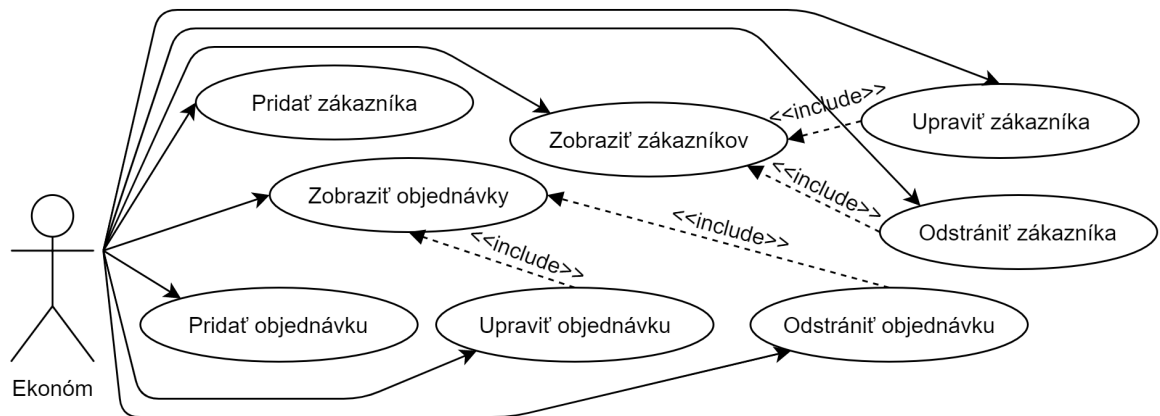 Pridať zákazníka
Zobraziť zákazníkov
<<include>>
Upraviť zákazníka
Zobraziť objednávky
<<include>>
Odstrániť zákazníka
<<include>>
<<include>>
Pridať objednávku
Upraviť objednávku
Odstrániť objednávku
Ekonóm